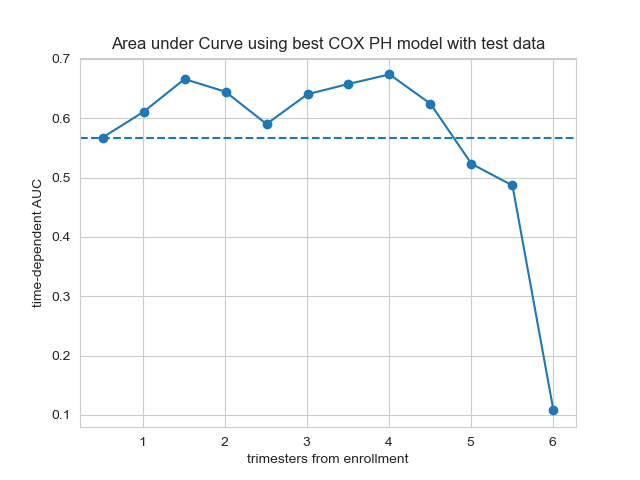 Area under Curve using best COX PH model with test data
time-dependent AUC
0.7
0.6
0.5
0.4
0.3
0.2
0.1
1 2 3 4 5 6
trimesters from enrollment